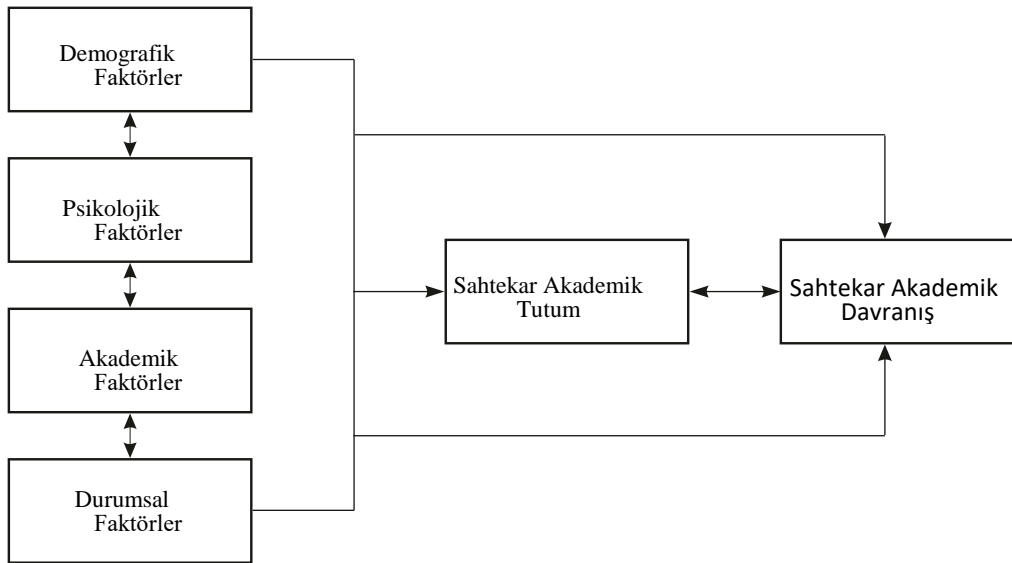 Demografik
Faktörler
Psikolojik
Faktörler
Akademik
Faktörler
Durumsal
Faktörler
Sahtekar Akademik
Tutum
Sahtekar Akademik
Davranış